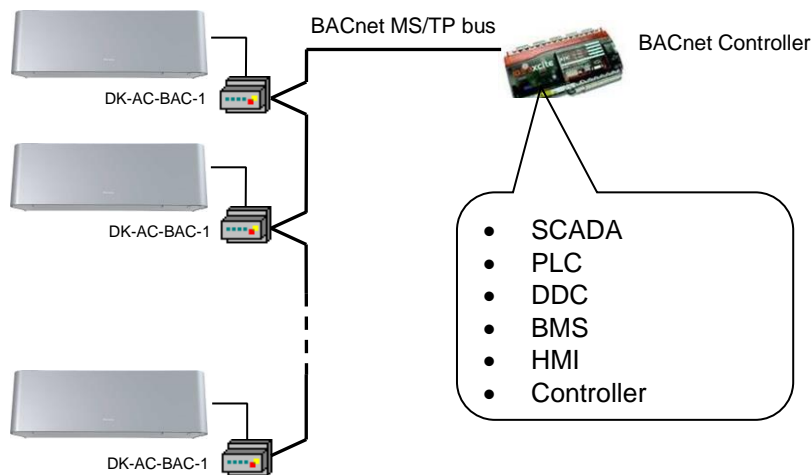 BACnet MS/TP bus
BACnet Controller
xcite
DK-AC-BAC-1
DK-AC-BAC-1
• SCADA
• PLC
• DDC
• BMS
• HMI
• Controller
DK-AC-BAC-1